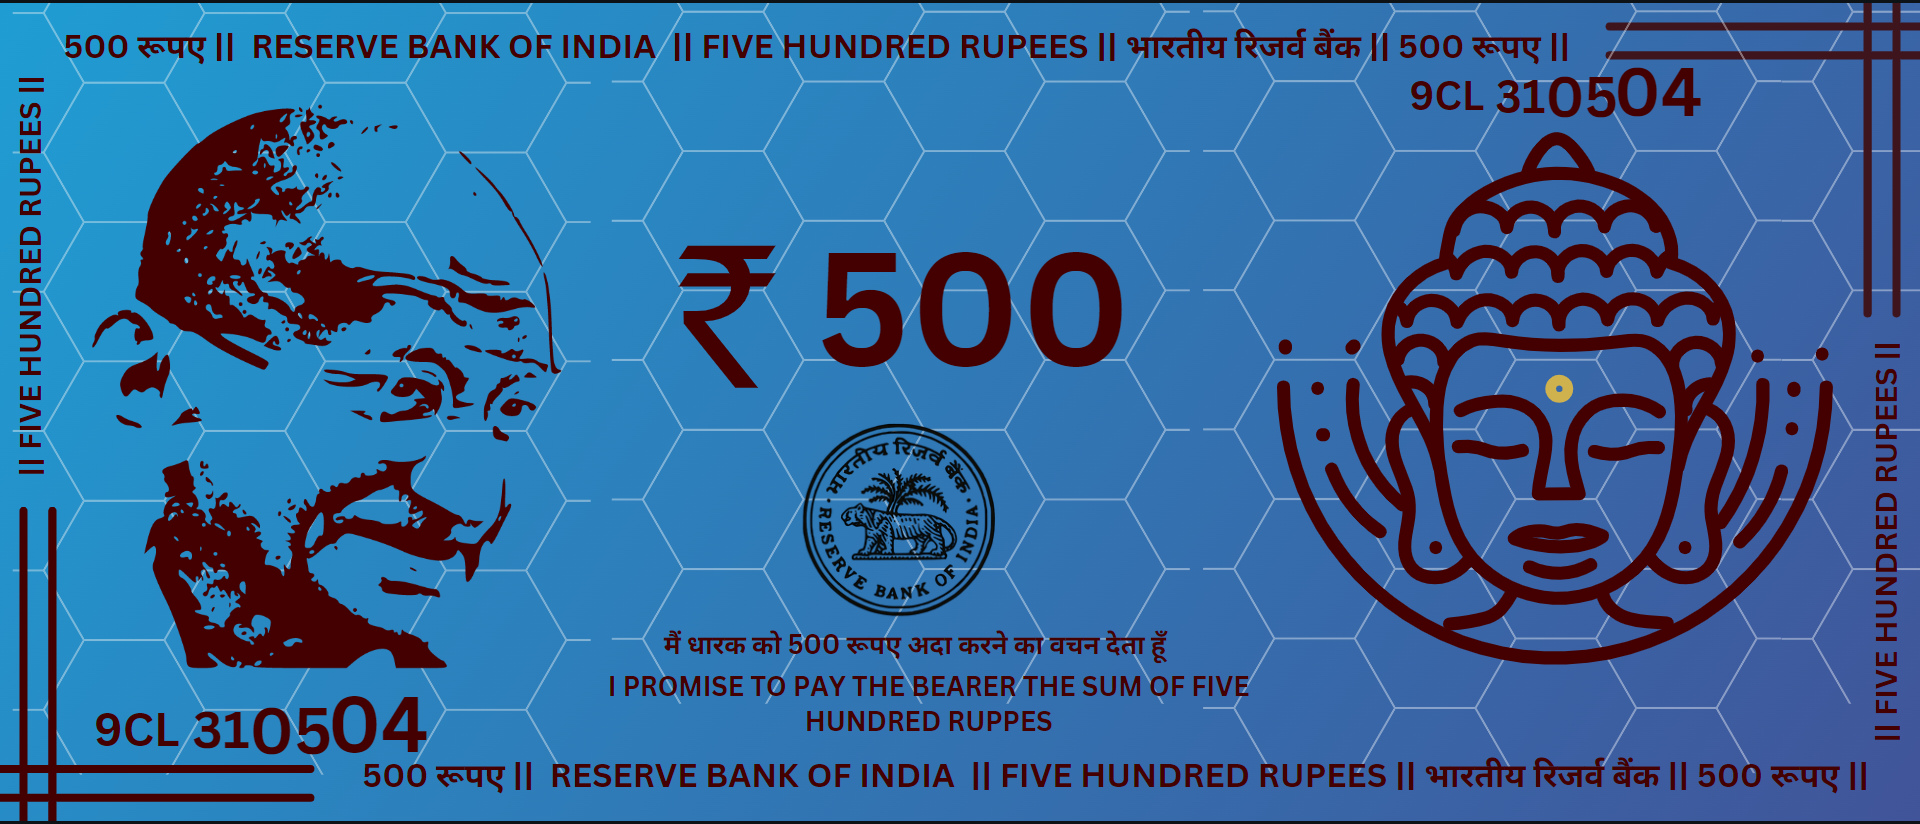 500 रूपए || RESERVE BANK OF INDIA || FIVE HUNDRED RUPEES || भारतीय रिजर्व बैंक || 500 रूपए ||
9CL 310504
|| FIVE HUNDRED RUPEES ||
₹ 500
भारतीय रिज़र्व बैंक
RESERVE BANK OF INDIA
|| FIVE HUNDRED RUPEES ||
मैं धारक को 500 रूपए अदा करने का वचन देता हूँ
I PROMISE TO PAY THE BEARER THE SUM OF FIVE
HUNDRED RUPPES
9CL 310504
500 रूपए || RESERVE BANK OF INDIA || FIVE HUNDRED RUPEES || भारतीय रिजर्व बैंक || 500 रूपए ||